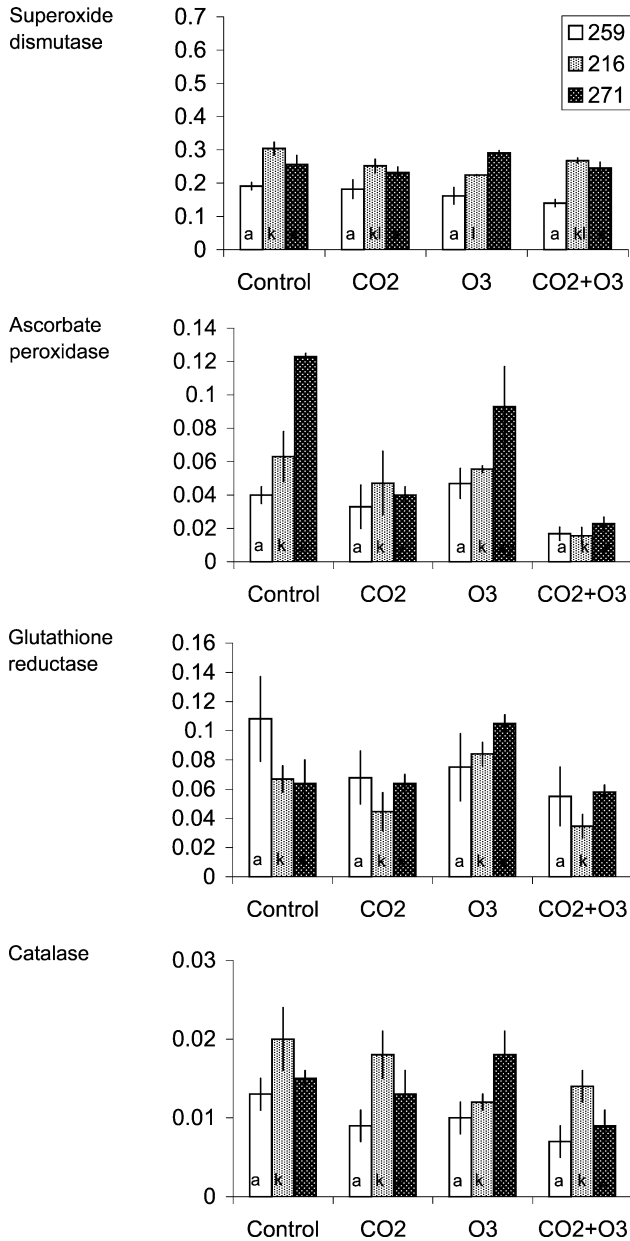 Superoxide
dismutase
0.7
0.6
0.5
0.4
0.3
0.2
0.1
0
259
216
271
a k a kl a l a kl
Control CO2 O3 CO2+O3
Ascorbate
peroxidase
0.14
0.12
0.1
0.08
0.06
0.04
0.02
0
a k a k a k a k
Control CO2 O3 CO2+O3
Glutathione
reductase
0.16
0.14
0.12
0.1
0.08
0.06
0.04
0.02
0
a k a k a k a k
Control CO2 O3 CO2+O3
Catalase
0.03
0.02
0.01
0
a k a k a k a k
Control CO2 O3 CO2+O3